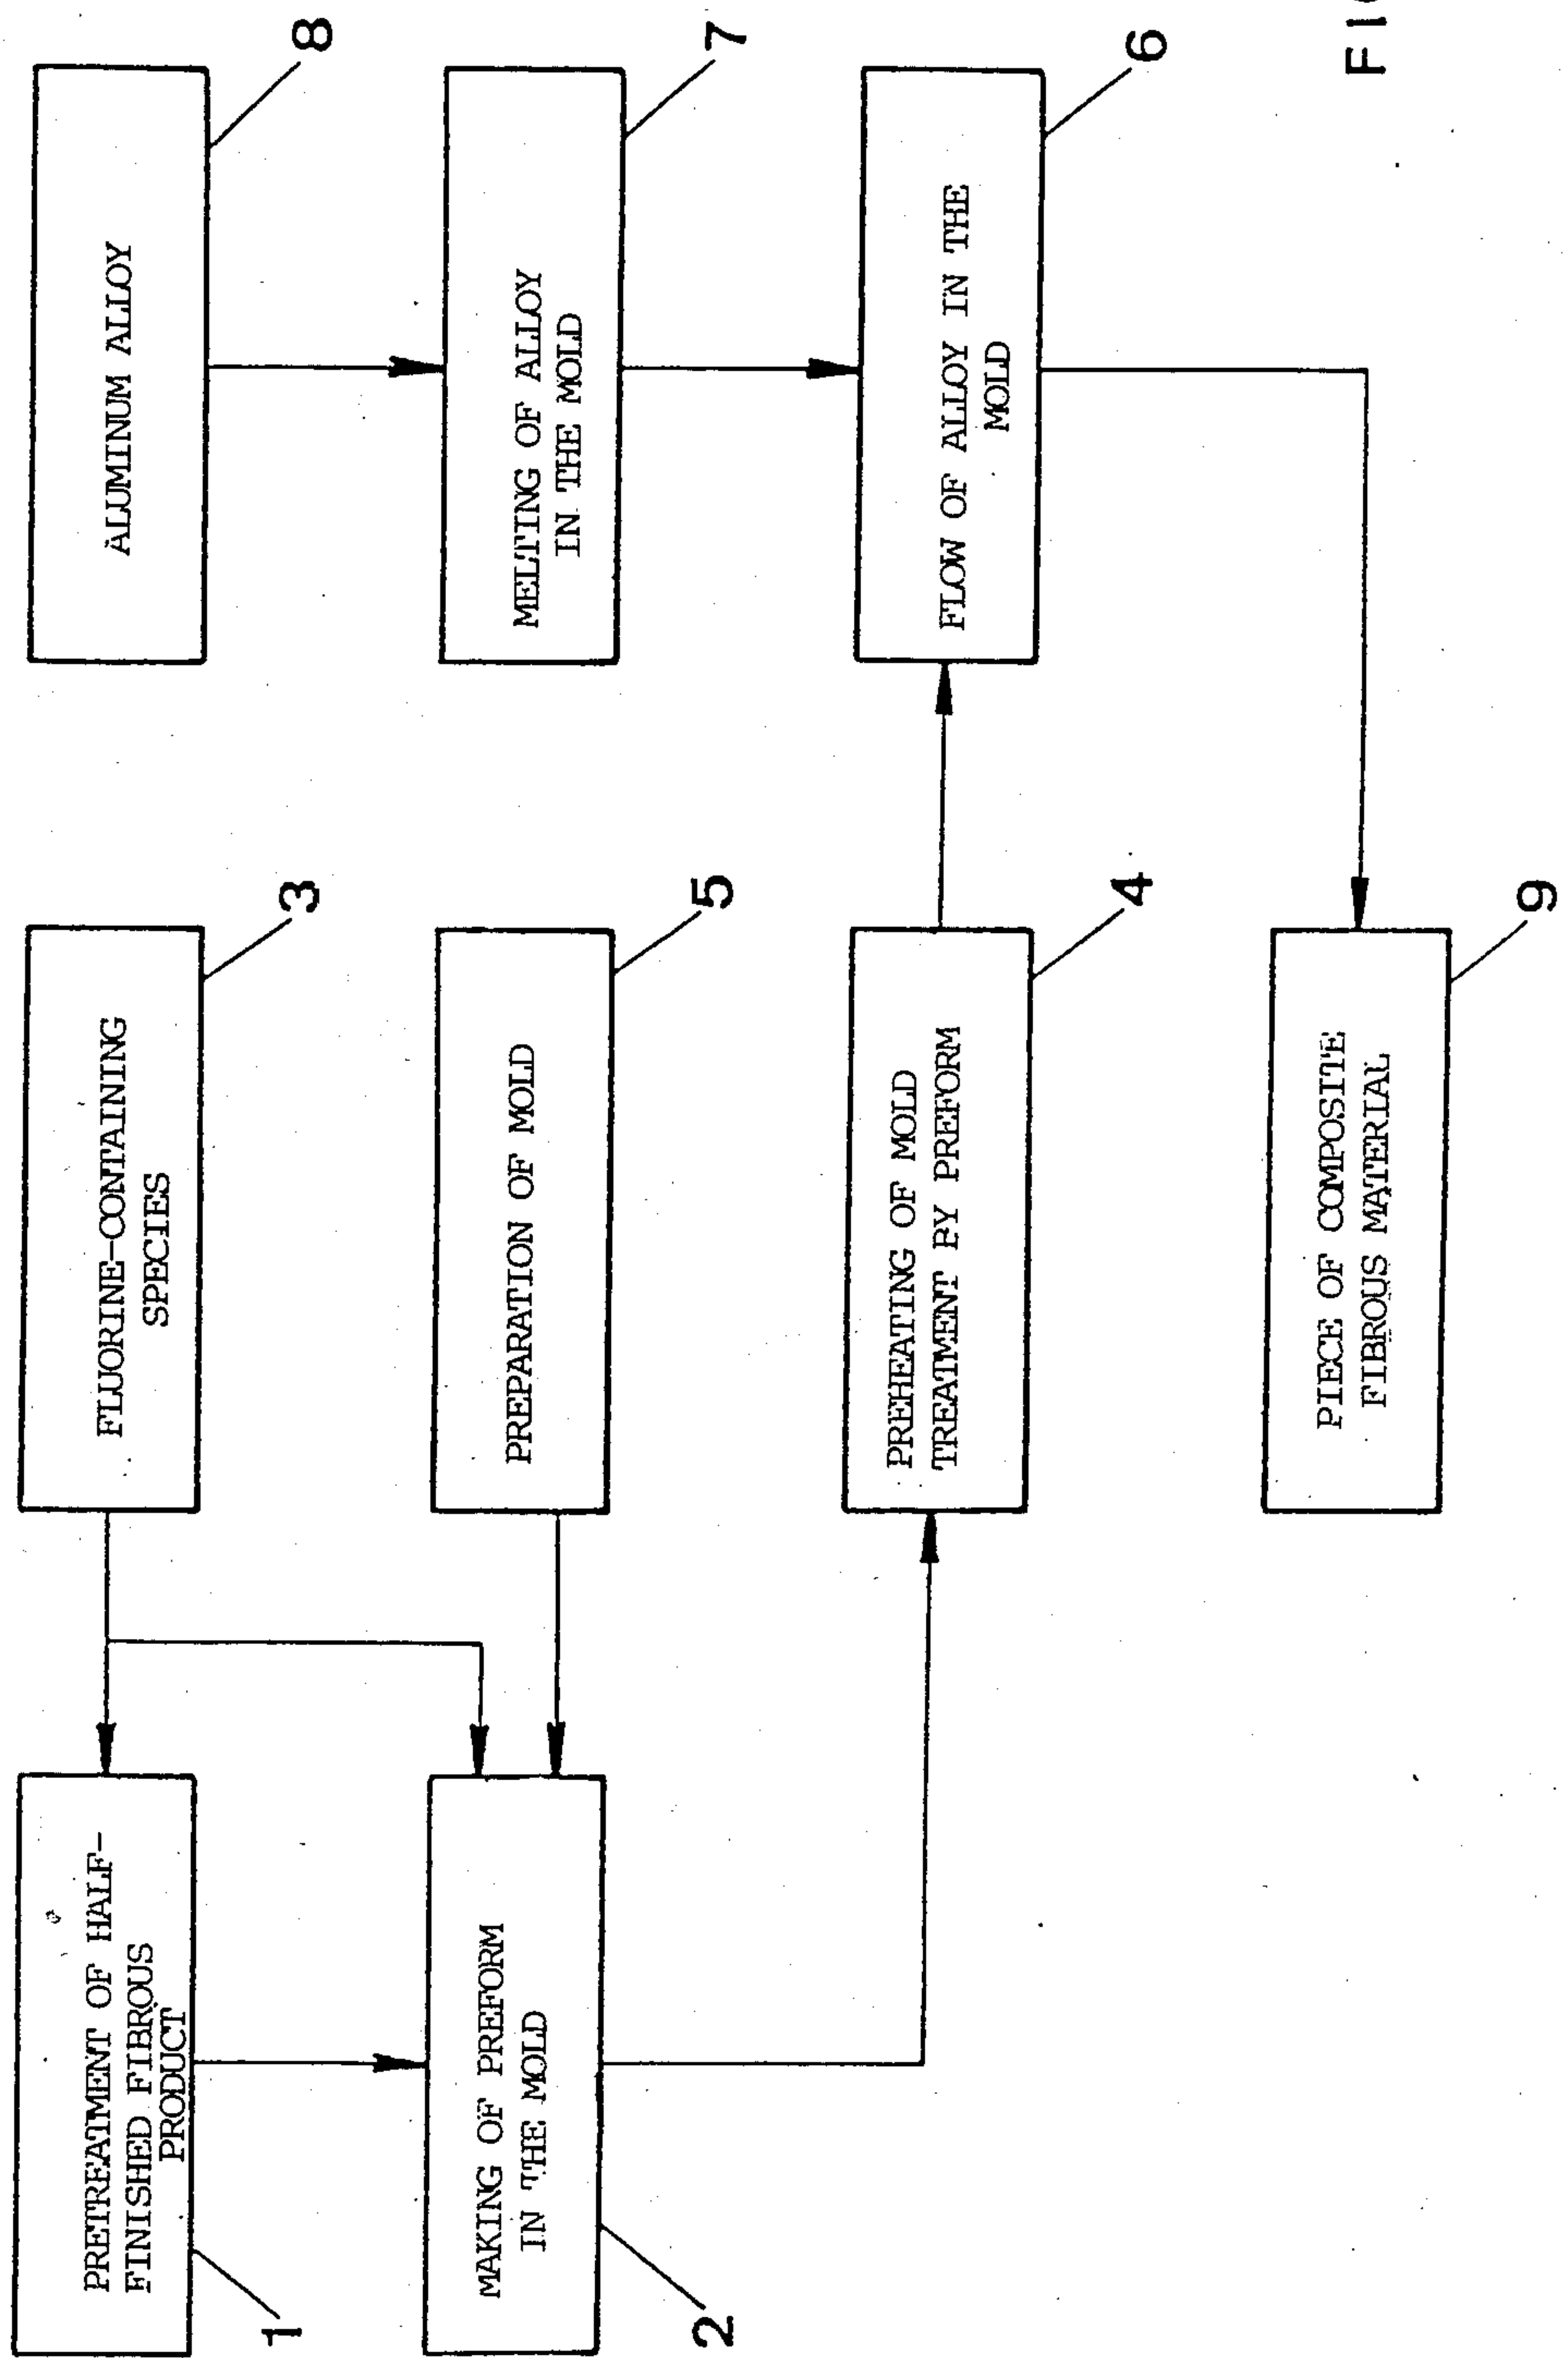 PRETREATMENT OF HALF-
FINISHED FIBROUS
PRODUCT
1
FLUORINE-CONTAINING
SPECIES
3
ALUMINUM ALLOY
8
MAKING OF PREFORM
IN THE MOLD
2
PREPARATION OF MOLD
5
MELTING OF ALLOY
IN THE MOLD
7
PREHEATING OF MOLD
TREATMENT BY PREFORM
4
FLOW OF ALLOY IN THE
MOLD
6
PIECE OF COMPOSITE
FIBROUS MATERIAL
9